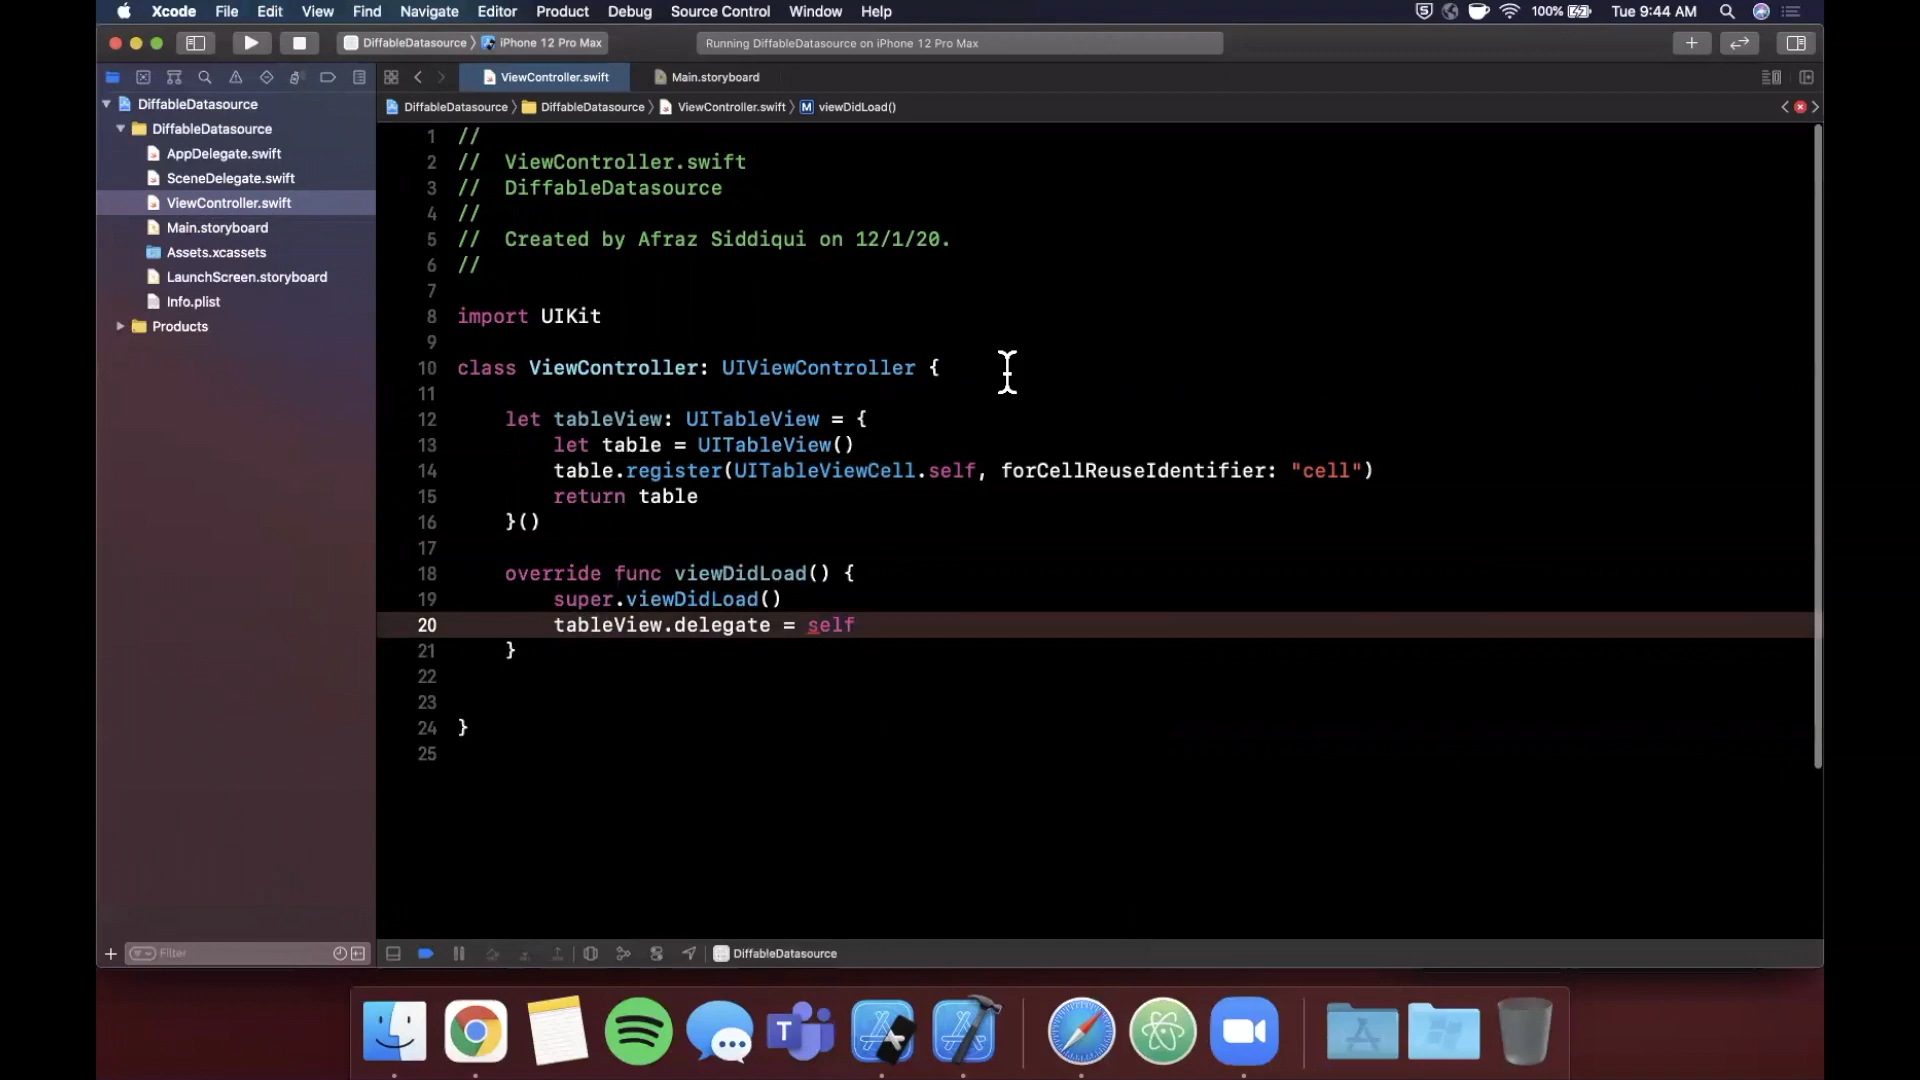 Xcode File Edit View Find Navigate Editor Product Debug Source Control Window Help 100% Tue 9:44 AM
DiffableDatasource iPhone 12 Pro Max Running DiffableDatasource on iPhone 12 Pro Max
ViewController.swift Main.storyboard
DiffableDatasource DiffableDatasource ViewController.swift M viewDidLoad()
DiffableDatasource
DiffableDatasource
AppDelegate.swift
SceneDelegate.swift
ViewController.swift
Main.storyboard
Assets.xcassets
LaunchScreen.storyboard
Info.plist
Products
1 //
2 // ViewController.swift
3 // DiffableDatasource
4 //
5 // Created by Afraz Siddiqui on 12/1/20.
6 //
7
8 import UIKit
9
10 class ViewController: UIViewController {
11
12 let tableView: UITableView = {
13 let table = UITableView()
14 table.register(UITableViewCell.self, forCellReuseIdentifier: "cell")
15 return table
16 }()
17
18 override func viewDidLoad() {
19 super.viewDidLoad()
20 tableView.delegate = self
21 }
22
23
24 }
25
Filter
DiffableDatasource
T